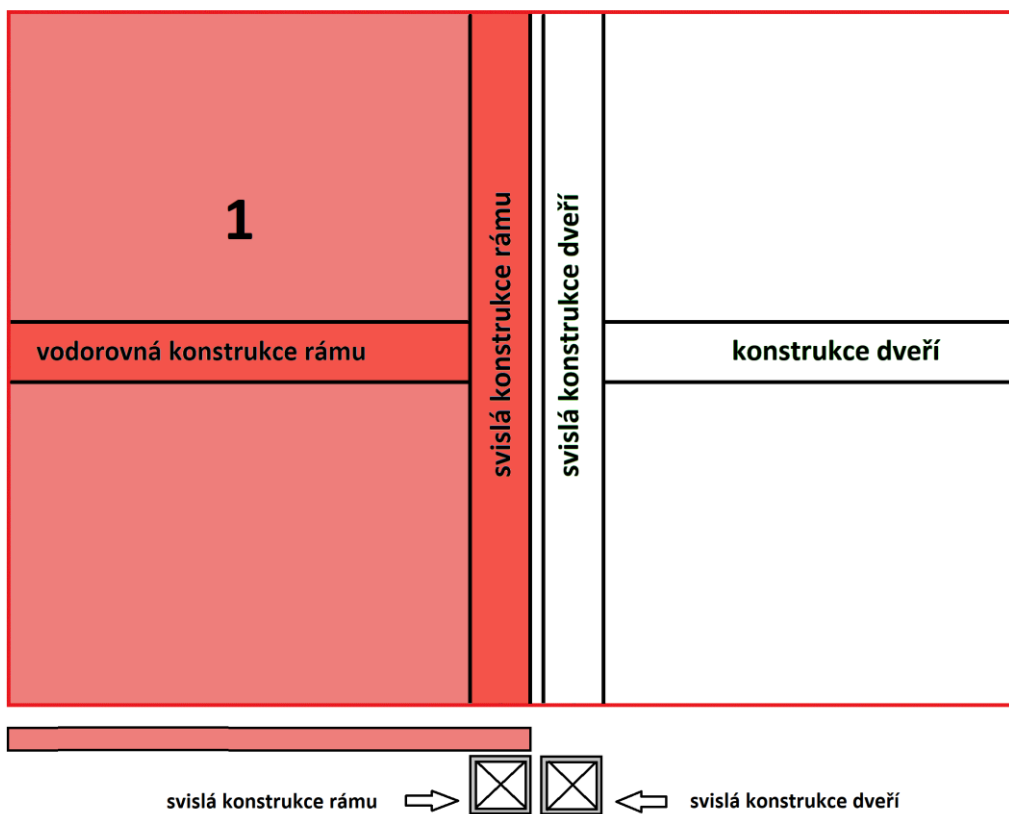 1
vodorovná konstrukce rámu
svislá konstrukce rámu
svislá konstrukce dveří
konstrukce dveří
svislá konstrukce rámu
svislá konstrukce dveří